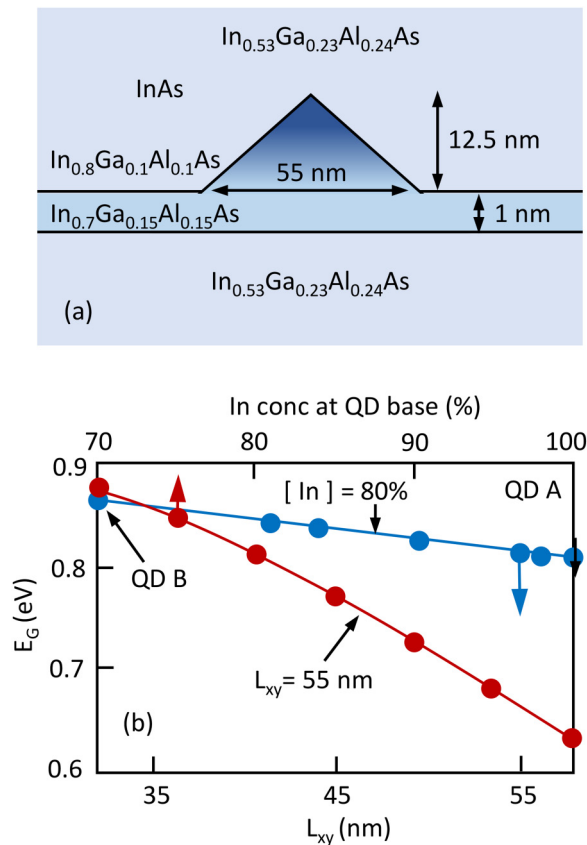 In0.53Ga0.23Al0.24As
InAs
12.5 nm
In0.8Ga0.1Al0.1As
55 nm
In0.7Ga0.15Al0.15As
1 nm
In0.53Ga0.23Al0.24As
(a)
In conc at QD base (%)
70 80 90 100
0.9
[ In ] = 80%
QD A
0.8
QD B
EG (eV)
0.7
Lxy= 55 nm
(b)
0.6
35 45 55
Lxy (nm)